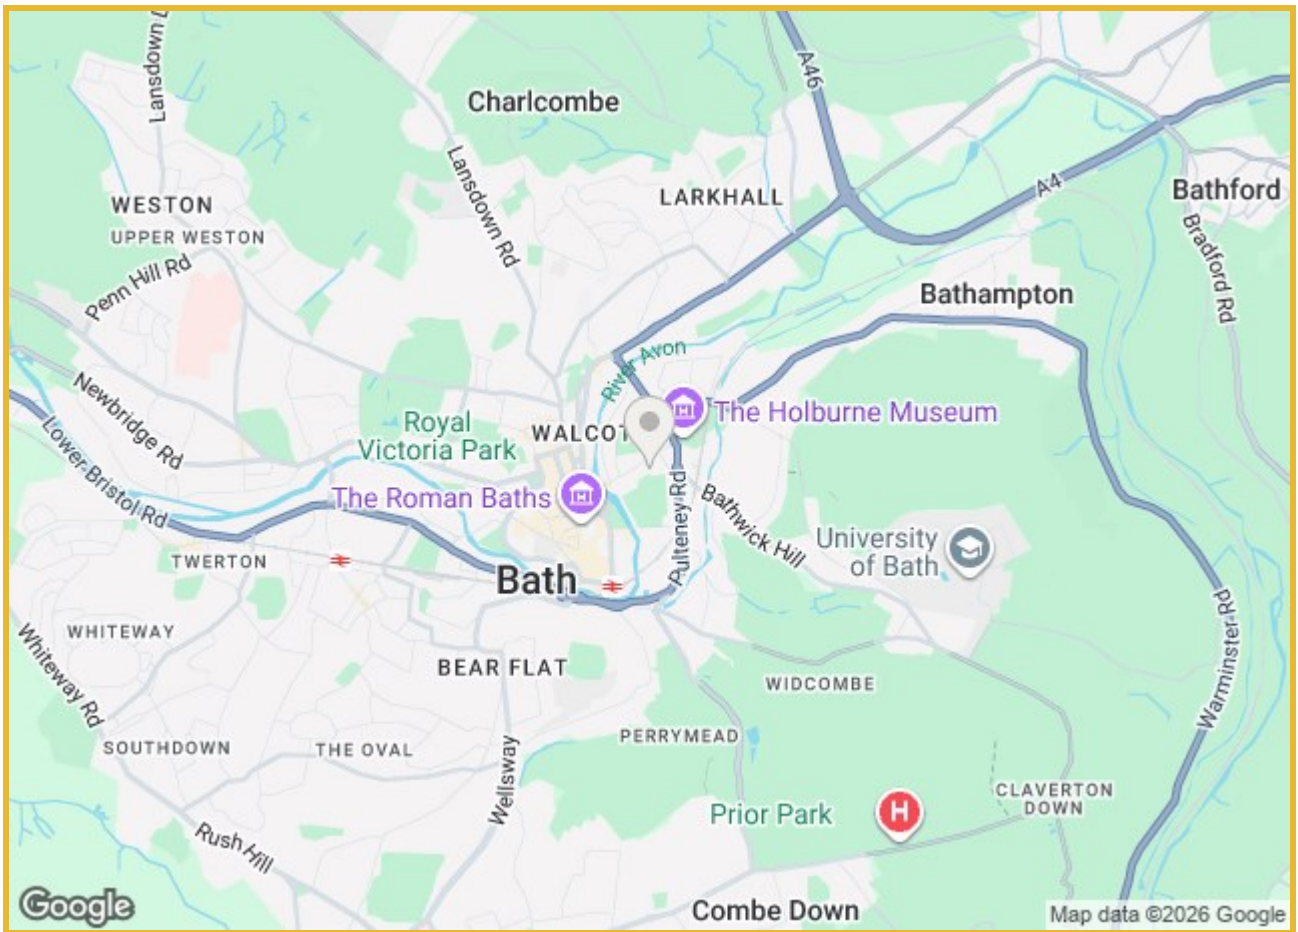 Lansdown L
A46
Charlcombe
Lansdown Rd
LARKHALL
A4
Bathford
WESTON
UPPER WESTON
Penn Hill Rd
Bradford Rd
Bathampton
River Avon
Newbridge Rd
Lower Bristol Rd
Royal
Victoria Park
WALCOT
The Holburne Museum
The Roman Baths
Pulteney Rd
Bathwick Hill
University
of Bath
TWERTON
Bath
Warminster Rd
WHITEWAY
Whiteway Rd
BEAR FLAT
WIDCOMBE
SOUTHDOWN
THE OVAL
PERRYMEAD
Wellsway
CLAVERTON
DOWN
Prior Park
H
Rush Hill
Combe Down
Google
Map data ©2026 Google